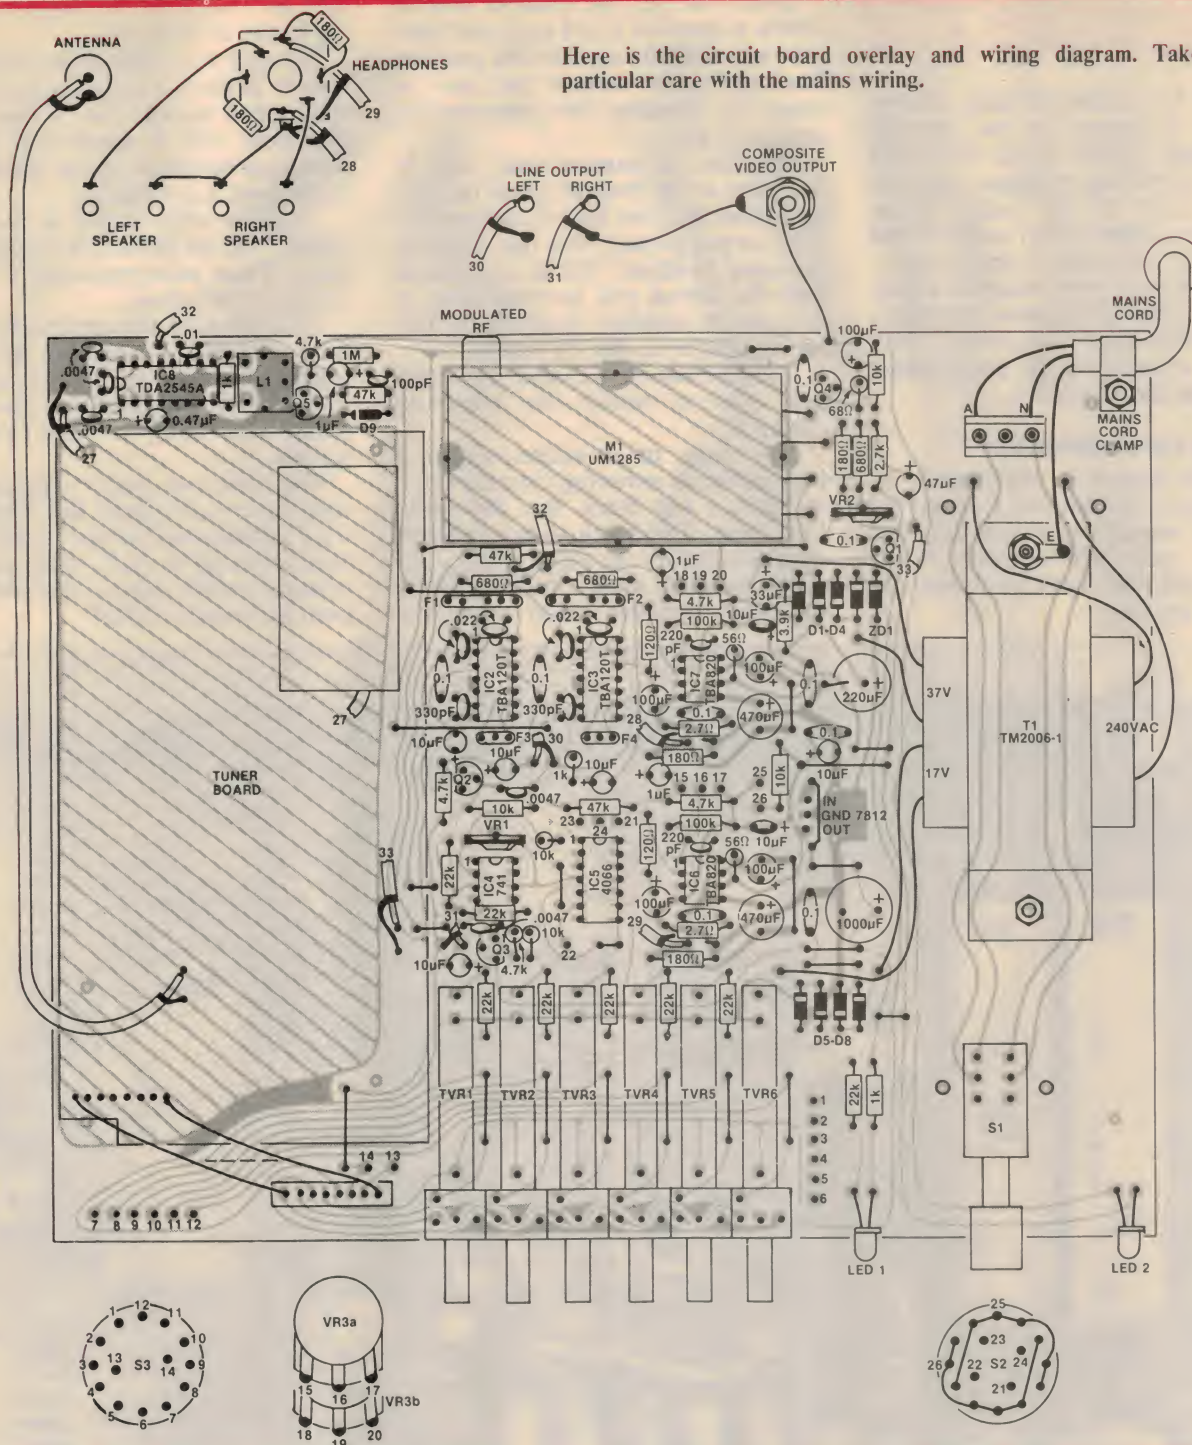 Here is the circuit board overlay and wiring diagram. Tak
particular care with the mains wiring.
ANTENNA
180Ω
HEADPHONES
29
180Ω
28
LEFT
SPEAKER
RIGHT
SPEAKER
LINE OUTPUT
LEFT RIGHT
30
31
COMPOSITE
VIDEO OUTPUT
MAINS
CORD
MODULATED
RF
32
.01
.0047
IC8
TDA2545A
1k
L1
4.7k
1M
+
100pF
47k
Q5
1µF
D9
1
+
0.47µF
.0047
27
M1
UM1285
100µF
+
0.1
Q4
10k
68Ω
180Ω
680Ω
2.7k
+
47µF
VR2
0.1
Q1
33
A
N
MAINS
CORD
CLAMP
E
32
47k
680Ω
680Ω
F1
F2
1µF
+
18 19 20
4.7k
100k
10µF
33µF
3.9k
D1-D4
ZD1
.022
1
.022
1
120Ω
220
pF
56Ω
IC2
TBA120T
IC3
TBA120T
IC7
TBA820
1
100µF
0.1
0.1
330pF
330pF
100µF
0.1
2.7Ω
470µF
0.1
220µF
37V
T1
TM2006-1
240VAC
27
TUNER
BOARD
10µF
F3
30
F4
28
180Ω
0.1
10µF
17V
Q2
10µF
1k
10µF
1µF
15 16 17
25
26
10k
4.7k
10k
.0047
47k
4.7k
100k
IN
GND 7812
OUT
VR1
23
24
21
10k
120Ω
220
pF
56Ω
10µF
33
22k
1
IC4
741
1
IC5
4066
1
IC6
TBA820
100µF
22k
.0047
10k
100µF
0.1
2.7Ω
470µF
0.1
1000µF
31
Q3
4.7k
22
29
180Ω
10µF
22k
22k
22k
22k
22k
D5-D8
TVR1
TVR2
TVR3
TVR4
TVR5
TVR6
1
2
3
4
5
6
22k
1k
S1
14 13
7 8 9 10 11 12
LED 1
LED 2
1
12
11
2
10
3
13
S3
14
9
4
8
5
6
7
VR3a
15
16
17
VR3b
18
19
20
25
23
26
22
S2
24
21